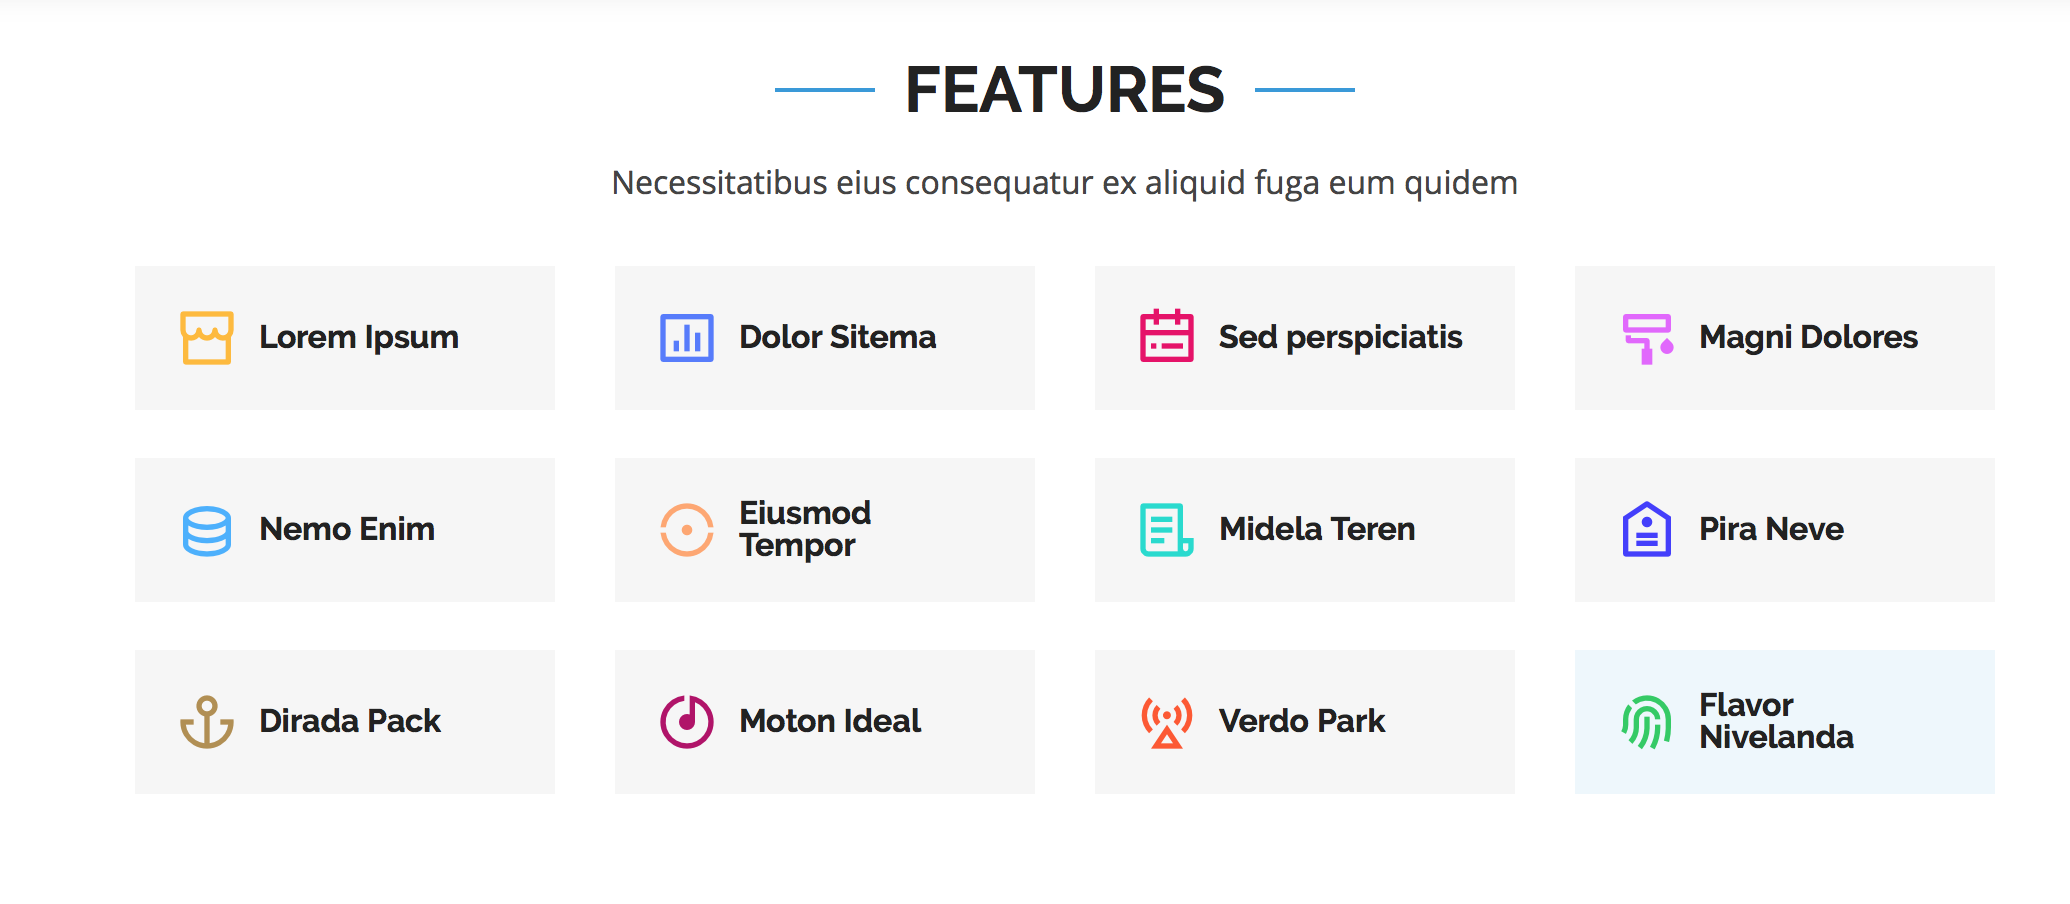 FEATURES
Necessitatibus eius consequatur ex aliquid fuga eum quidem
Lorem Ipsum
Dolor Sitema
Sed perspiciatis
Magni Dolores
Nemo Enim
Eiusmod
Tempor
Midela Teren
Pira Neve
Dirada Pack
Moton Ideal
Verdo Park
Flavor
Nivelanda